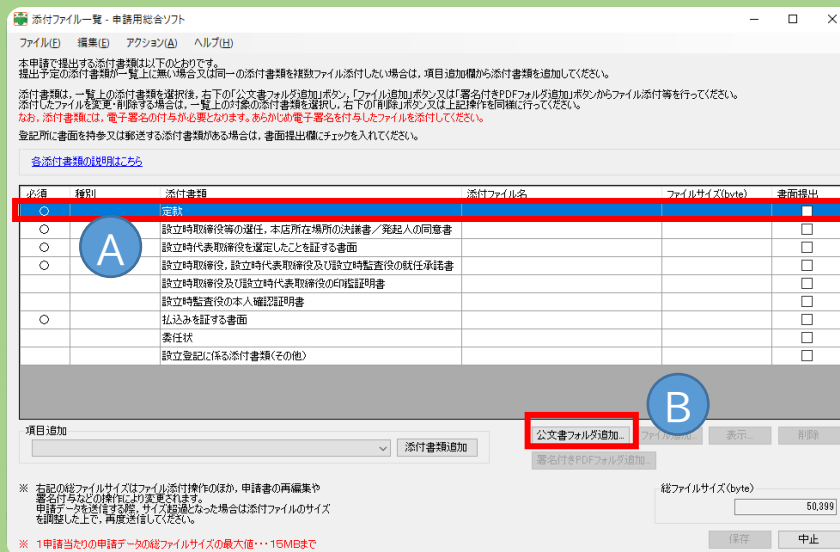 添付ファイル一覧 - 申請用総合ソフト
ファイル(F) 編集(E) アクション(A) ヘルプ(H)
本申請で提出する添付書類は以下のとおりです。
提出予定の添付書類が一覧上に無い場合又は同一の添付書類を複数ファイル添付したい場合は，項目追加欄から添付書類を追加してください。
添付書類は，一覧上の添付書類を選択後，右下の「公文書フォルダ追加」ボタン，「ファイル追加」ボタン又は「署名付きPDFフォルダ追加」ボタンからファイル添付等を行ってください。
添付したファイルを変更・削除する場合は，一覧上の対象の添付書類を選択し，右下の「削除」ボタン又は上記操作を同様に行ってください。
なお，添付書類には，電子署名の付与が必要となります。あらかじめ電子署名を付与したファイルを添付してください。
登記所に書面を持参又は郵送する添付書類がある場合は，書面提出欄にチェックを入れてください。
各添付書類の説明はこちら
必須 種別 添付書類 添付ファイル名 ファイルサイズ(byte) 書面提出
○ 定款
○ 設立時取締役等の選任，本店所在場所の決議書／発起人の同意書
○ 設立時代表取締役を選定したことを証する書面
A
○ 設立時取締役，設立時代表取締役及び設立時監査役の就任承諾書
設立時取締役及び設立時代表取締役の印鑑証明書
設立時監査役の本人確認証明書
○ 払込みを証する書面
委任状
設立登記に係る添付書類（その他）
B
項目追加
添付書類追加
公文書フォルダ追加... ファイル追加... 表示... 削除
署名付きPDFフォルダ追加...
※ 右記の総ファイルサイズはファイル添付操作のほか，申請書の再編集や
署名付与などの操作により変更されます。
申請データを送信する際，サイズ超過となった場合は添付ファイルのサイズ
を調整した上で，再度送信してください。
総ファイルサイズ(byte)
50,399
※ 1申請当たりの申請データの総ファイルサイズの最大値・・・15MBまで
保存 中止